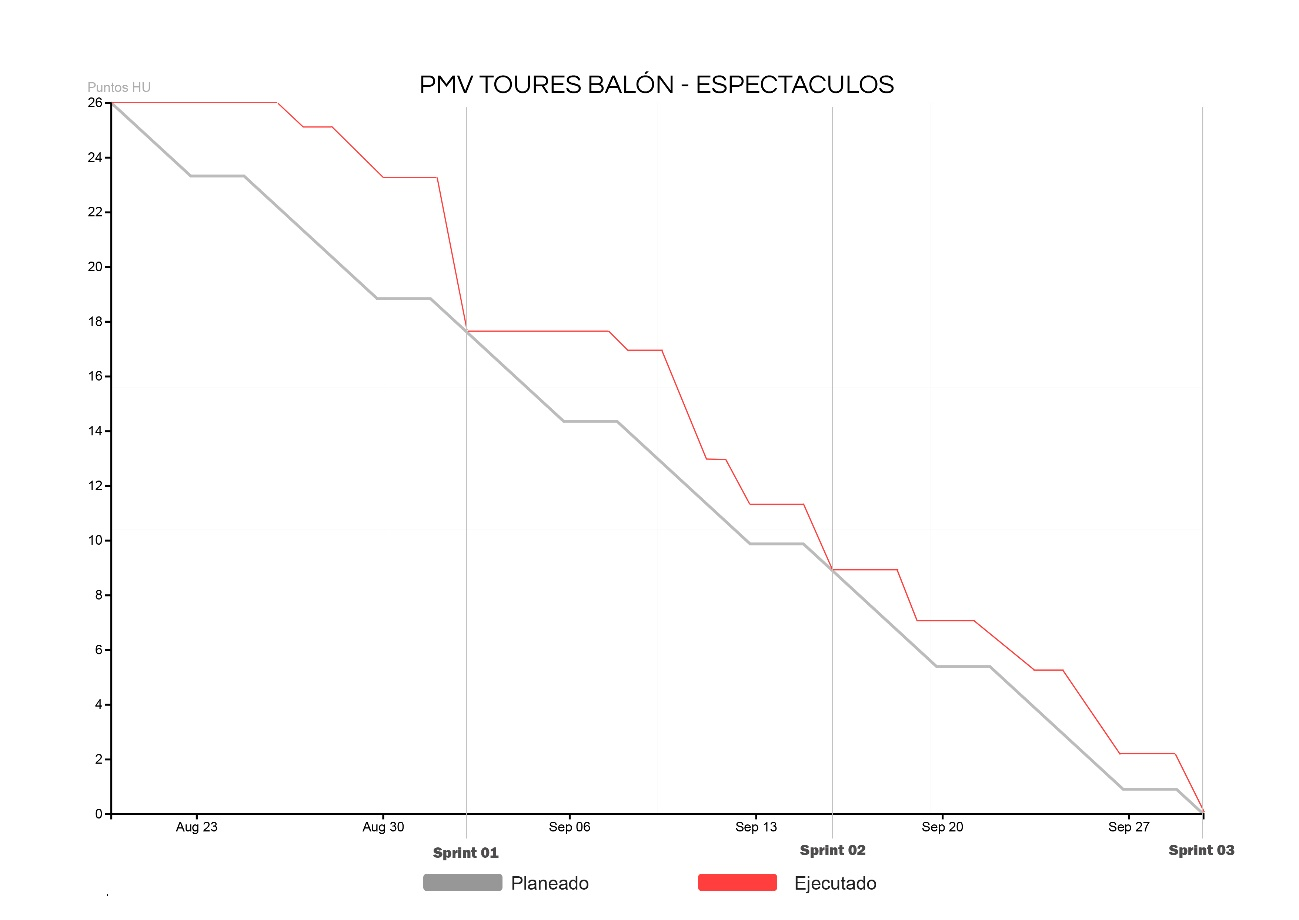 PMV TOURES BALÓN - ESPECTACULOS
Puntos HU
26
24
22
20
18
16
14
12
10
8
6
4
2
0
Aug 23 Aug 30 Sep 06 Sep 13 Sep 20 Sep 27
Sprint 01 Sprint 02 Sprint 03
Planeado Ejecutado